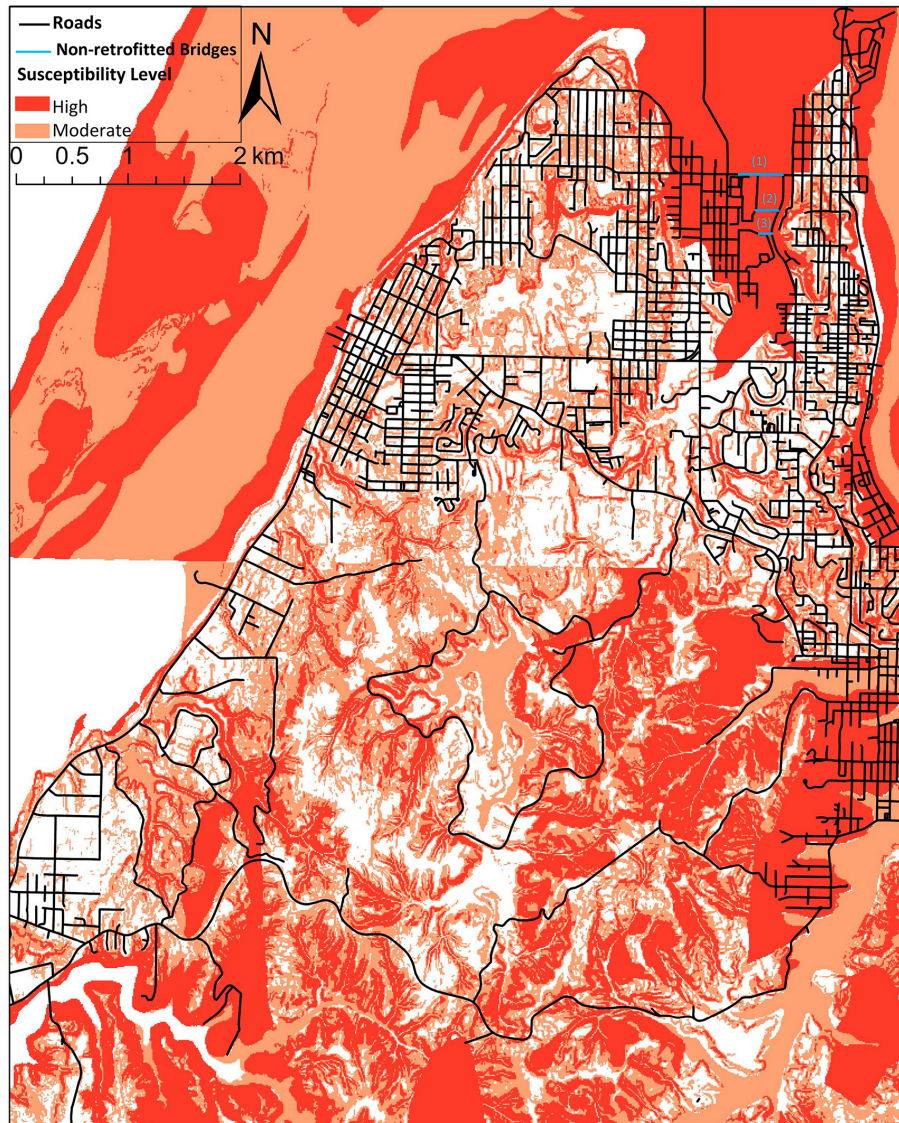 Roads
Non-retrofitted Bridges
Susceptibility Level
High
Moderate
N
0 0.5 1 2 km
(1)
(2)
(3)